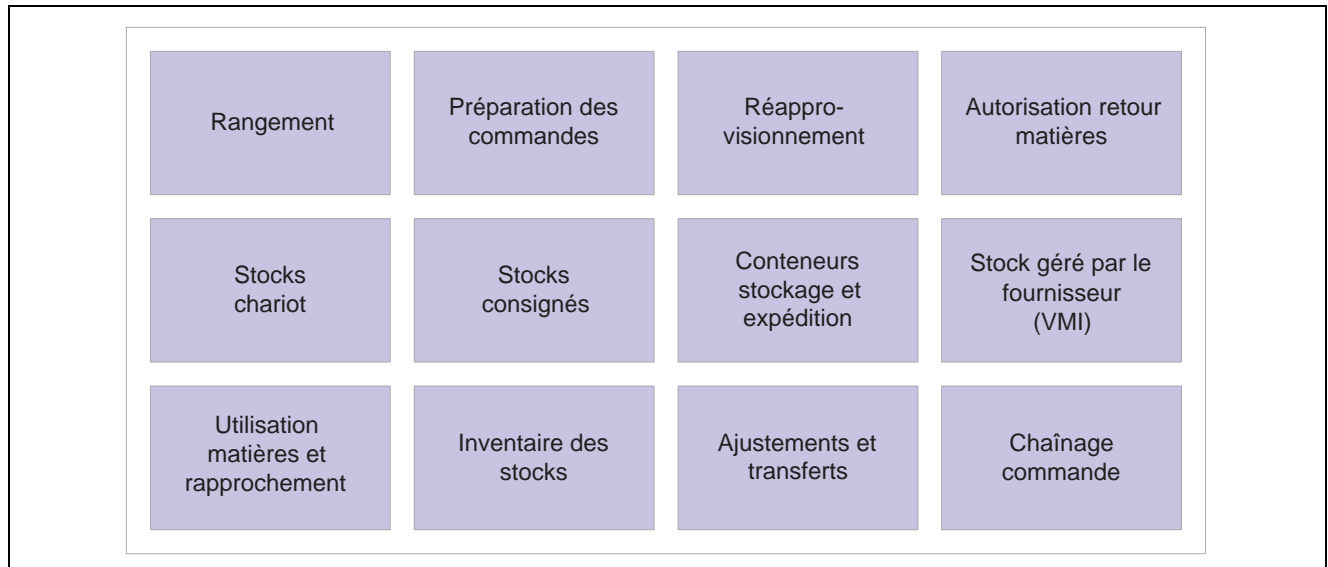 Rangement
Préparation des
commandes
Réappro-
visionnement
Autorisation retour
matières
Stocks
chariot
Stocks
consignés
Conteneurs
stockage et
expédition
Stock géré par le
fournisseur
(VMI)
Utilisation
matières et
rapprochement
Inventaire des
stocks
Ajustements et
transferts
Chaînage
commande